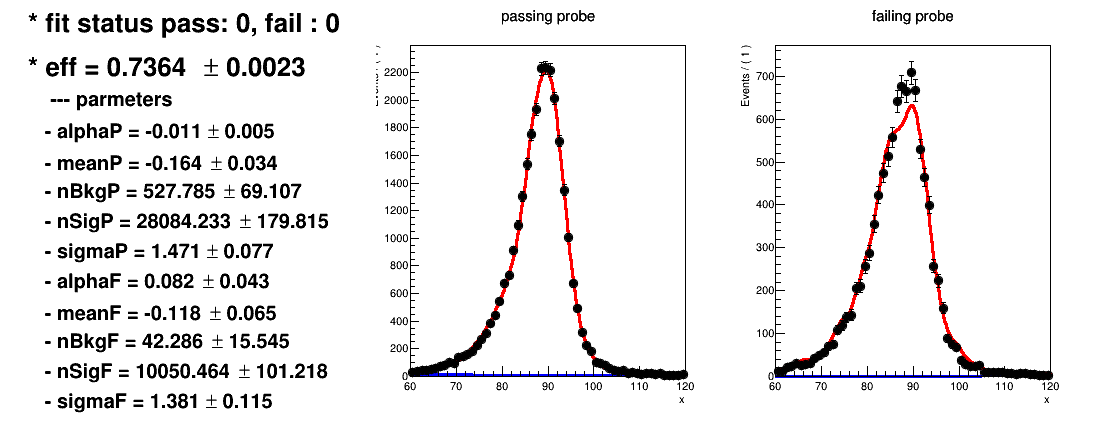 * fit status pass: 0, fail : 0
* eff = 0.7364 ± 0.0023
--- parmeters
- alphaP = -0.011 ± 0.005
- meanP = -0.164 ± 0.034
- nBkgP = 527.785 ± 69.107
- nSigP = 28084.233 ± 179.815
- sigmaP = 1.471 ± 0.077
- alphaF = 0.082 ± 0.043
- meanF = -0.118 ± 0.065
- nBkgF = 42.286 ± 15.545
- nSigF = 10050.464 ± 101.218
- sigmaF = 1.381 ± 0.115
passing probe
2200
2000
1800
1600
1400
1200
1000
800
600
400
200
0
60 70 80 90 100 110 120
x
failing probe
Events / ( 1 )
700
600
500
400
300
200
100
0
60 70 80 90 100 110 120
x